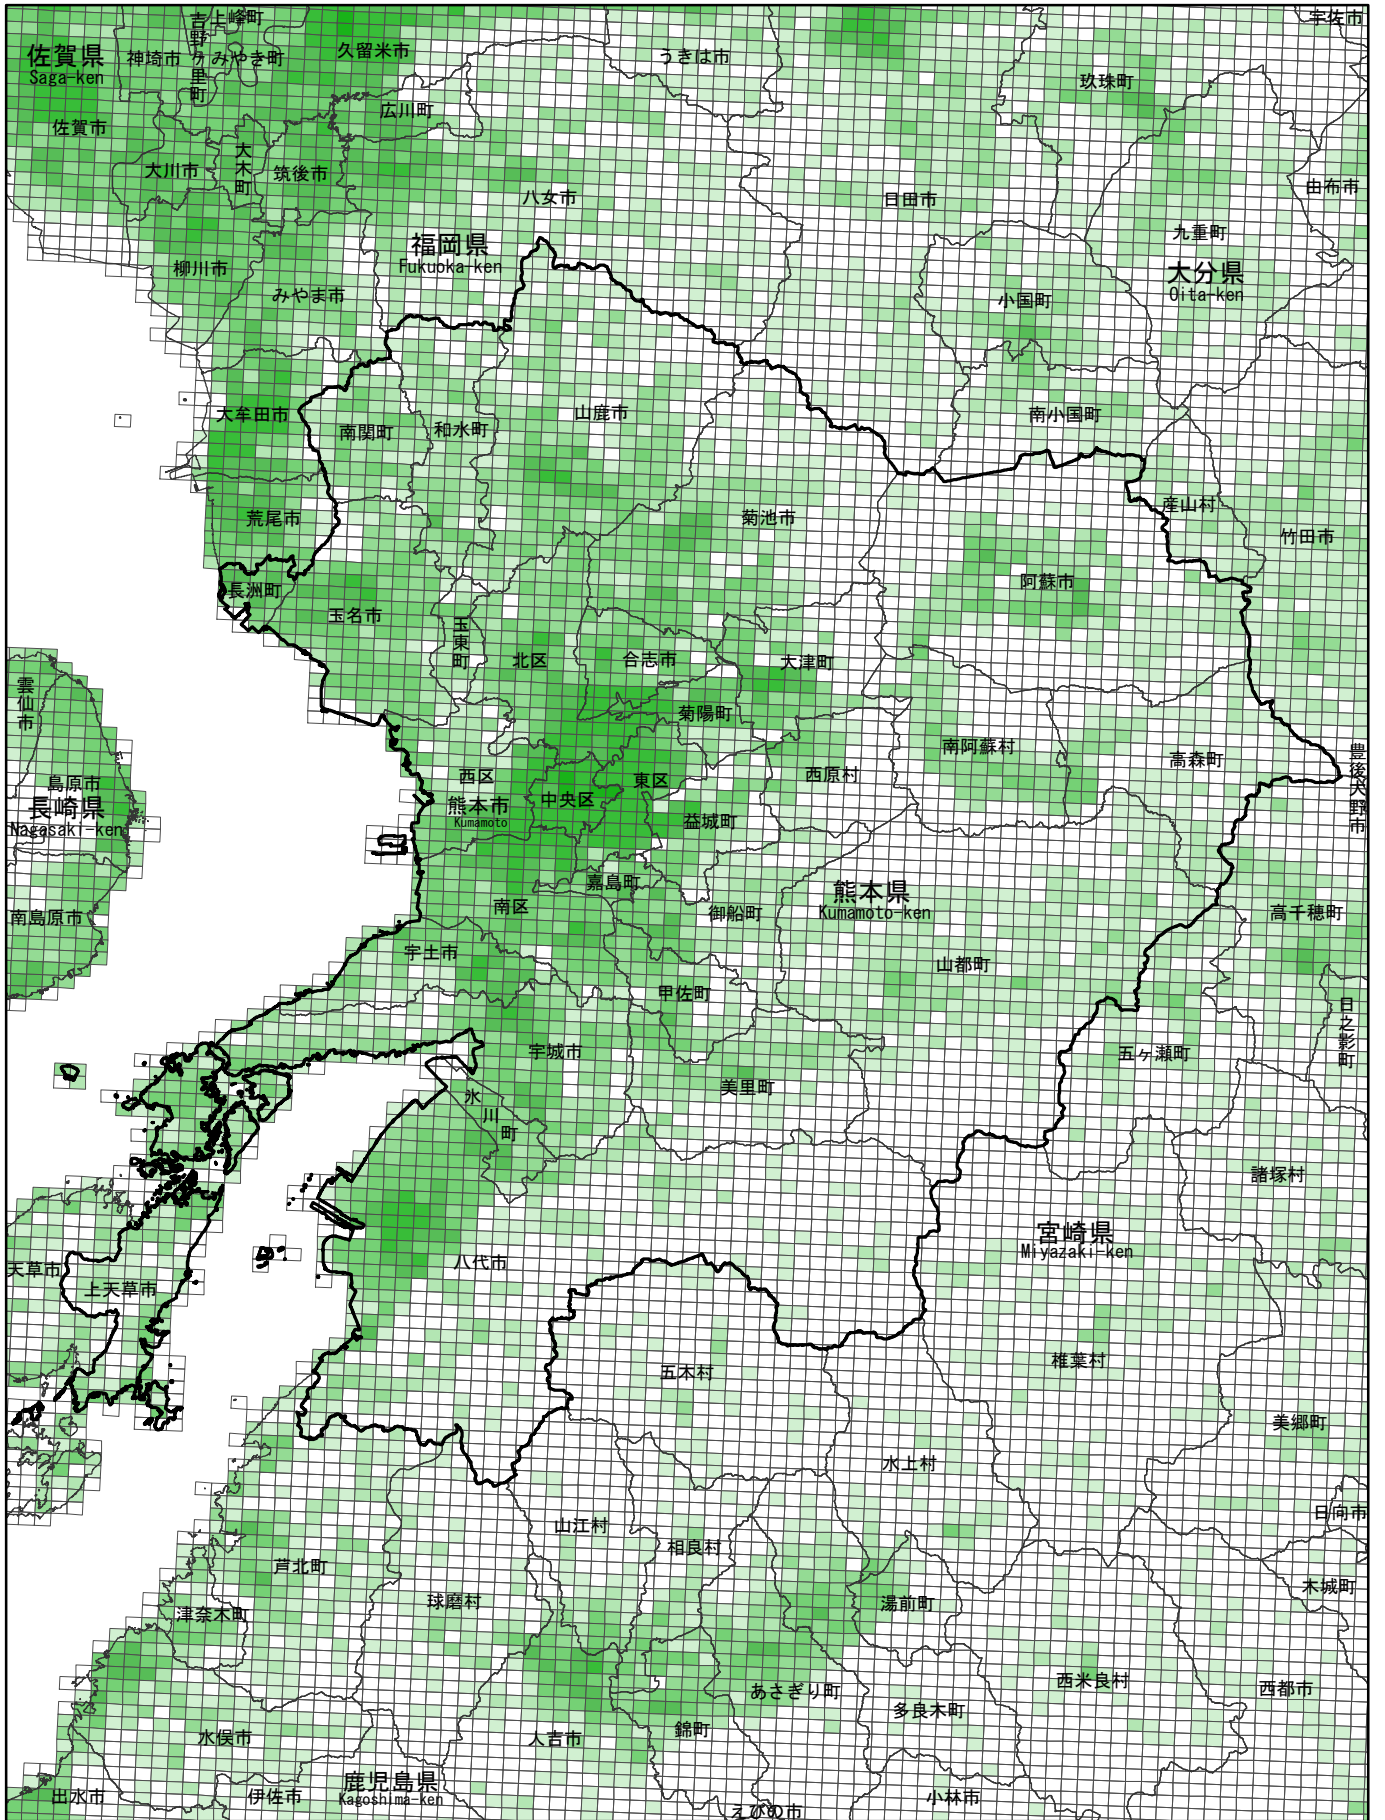 吉野ヶ里町
上峰町
宇佐市
佐賀県
Saga-ken
神埼市
みやき町
久留米市
うきは市
玖珠町
広川町
佐賀市
大川市
大木町
筑後市
八女市
日田市
由布市
九重町
福岡県
Fukuoka-ken
柳川市
みやま市
大分県
Oita-ken
小国町
大牟田市
南関町
和水町
山鹿市
南小国町
荒尾市
菊池市
産山村
竹田市
長洲町
玉名市
玉東町
阿蘇市
北区
合志市
大津町
雲仙市
菊陽町
南阿蘇村
高森町
豊後大野市
島原市
長崎県
Nagasaki-ken
西区
東区
西原村
熊本市
Kumamoto
中央区
益城町
南島原市
南区
嘉島町
御船町
熊本県
Kumamoto-ken
高千穂町
宇土市
甲佐町
山都町
日之影町
宇城市
美里町
五ヶ瀬町
氷川町
諸塚村
宮崎県
Miyazaki-ken
天草市
上天草市
八代市
五木村
椎葉村
美郷町
水上村
日向市
山江村
相良村
芦北町
木城町
津奈木町
球磨村
湯前町
あさぎり町
西米良村
西都市
多良木町
水俣市
人吉市
錦町
出水市
伊佐市
鹿児島県
Kagoshima-ken
えびの市
小林市